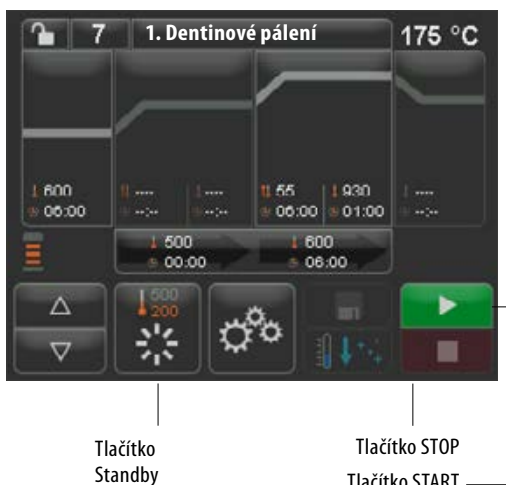 7 1. Dentinové pálení 175 °C
600 ---- ---- 55 930 ----
06:00 --:-- --:-- 06:00 01:00 --:--
500 600
00:00 06:00
500
200
Tlačítko
Standby
Tlačítko STOP
Tlačítko START